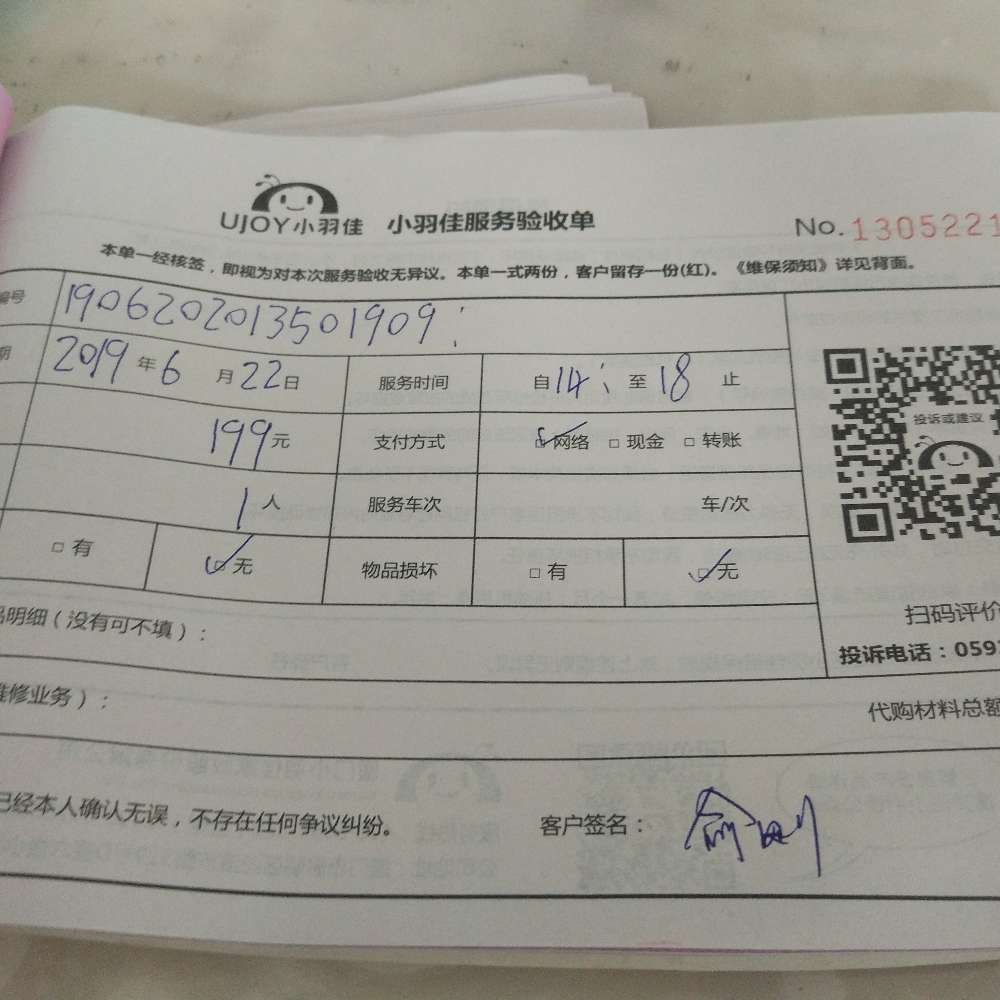 UJOY小羽佳 小羽佳服务验收单 No.1305221
本单一经核签，即视为对本次服务验收无异议。本单一式两份，客户留存一份(红)。《维保须知》详见背面。
编号 1906202013501909
期 2019年6月22日 服务时间 自14: 至18止
199元 支付方式 ☑网络 □现金 □转账
1人 服务车次 车/次
□有 ☑无 物品损坏 □有 ☑无
投诉或建议
扫码评价
品明细（没有可不填）：
投诉电话：059
维修业务）：
代购材料总额
已经本人确认无误，不存在任何争议纠纷。 客户签名：